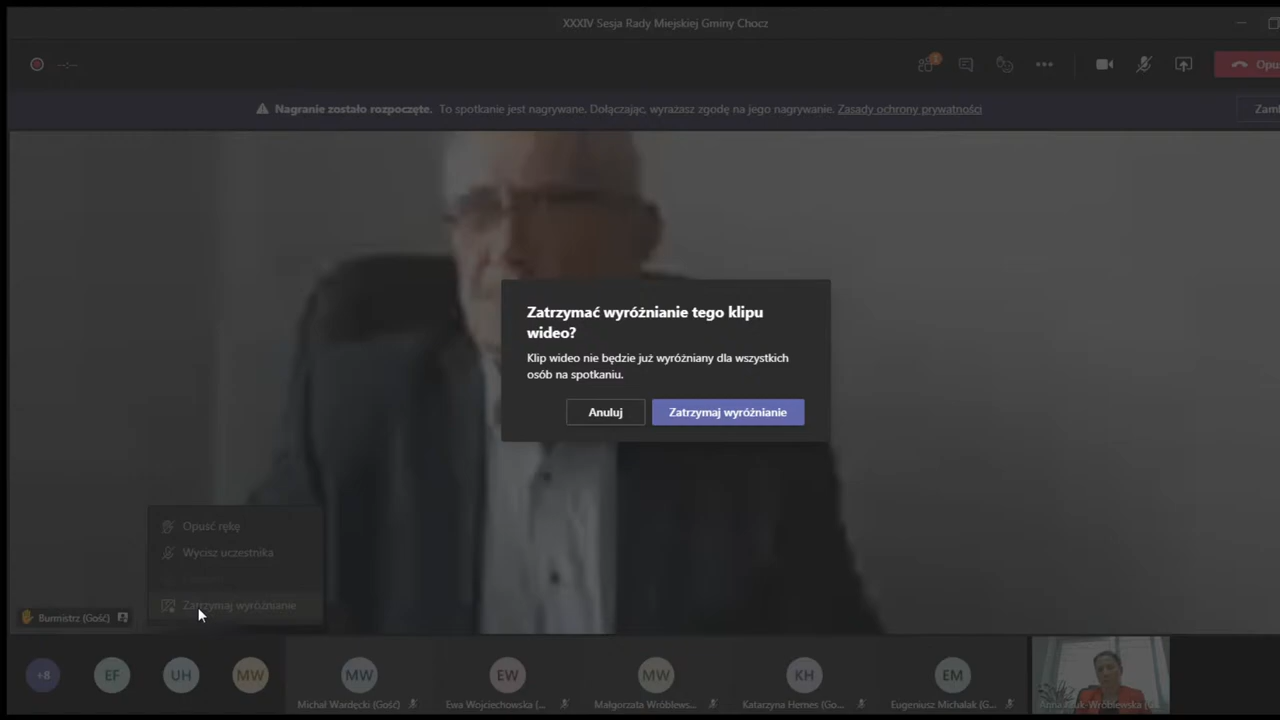 XXXIV Sesja Rady Miejskiej Gminy Chocz
--:--
Nagranie zostało rozpoczęte. To spotkanie jest nagrywane. Dołączając, wyrażasz zgodę na jego nagrywanie. Zasady ochrony prywatności
Zatrzymać wyróżnianie tego klipu
wideo?
Klip wideo nie będzie już wyróżniany dla wszystkich
osób na spotkaniu.
Anuluj
Zatrzymaj wyróżnianie
Opuść rękę
Wycisz uczestnika
Zatrzymaj wyróżnianie
Burmistrz (Gość)
+8
EF
UH
MW
MW
EW
MW
KH
EM
Michał Wardęcki (Gość)
Ewa Wojciechowska (...
Małgorzata Wróblews...
Katarzyna Hernes (Go...
Eugeniusz Michalak (G...